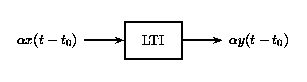 αx(t − t₀) LTI αy(t − t₀)